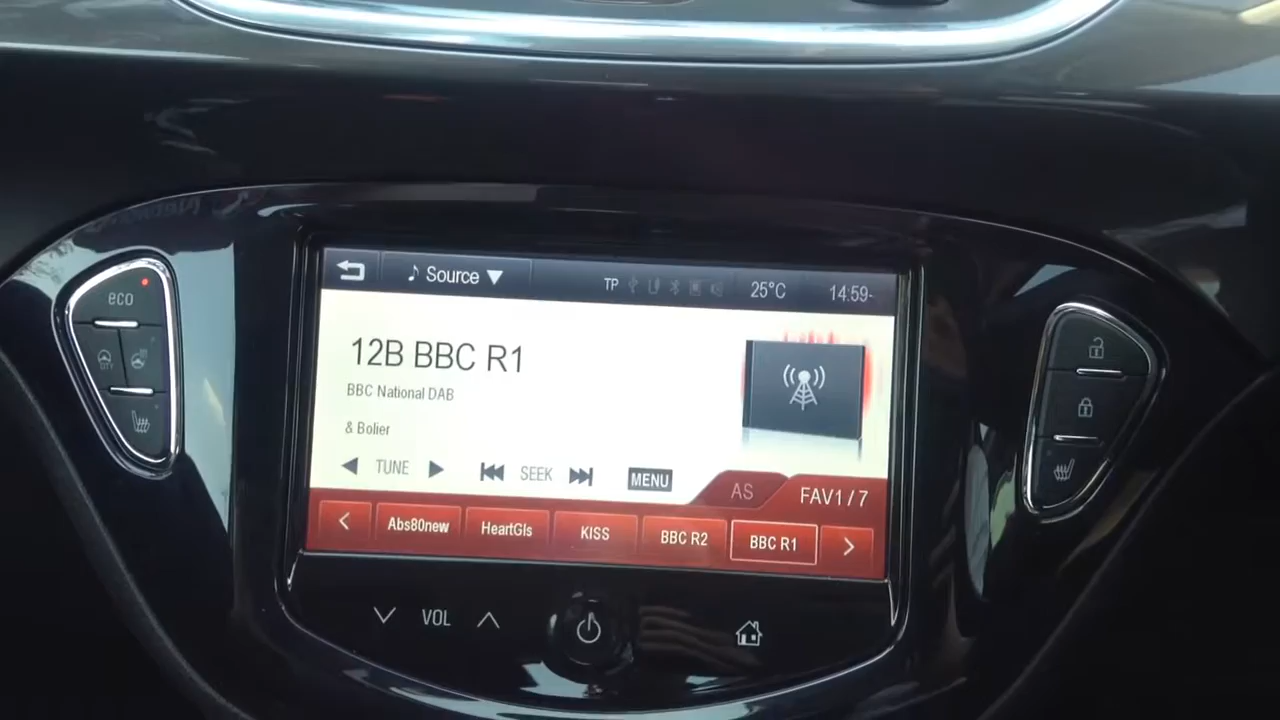 Source
TP
25°C
14:59
12B BBC R1
BBC National DAB
& Bolier
TUNE
SEEK
MENU
AS
FAV1/7
Abs80new
HeartGls
KISS
BBC R2
BBC R1
VOL
eco
CITY